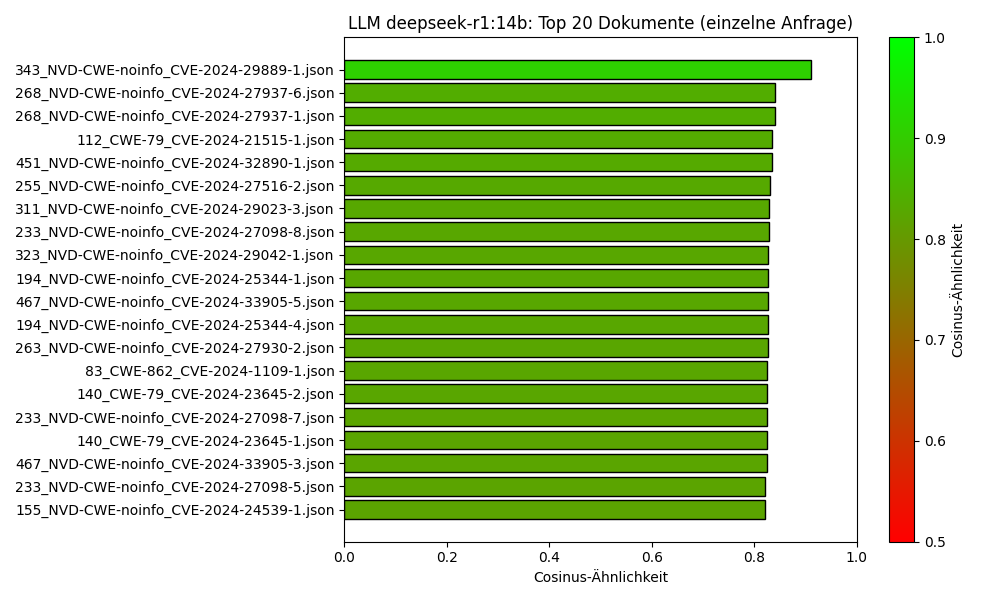 LLM deepseek-r1:14b: Top 20 Dokumente (einzelne Anfrage)
343_NVD-CWE-noinfo_CVE-2024-29889-1.json
268_NVD-CWE-noinfo_CVE-2024-27937-6.json
268_NVD-CWE-noinfo_CVE-2024-27937-1.json
112_CWE-79_CVE-2024-21515-1.json
451_NVD-CWE-noinfo_CVE-2024-32890-1.json
255_NVD-CWE-noinfo_CVE-2024-27516-2.json
311_NVD-CWE-noinfo_CVE-2024-29023-3.json
233_NVD-CWE-noinfo_CVE-2024-27098-8.json
323_NVD-CWE-noinfo_CVE-2024-29042-1.json
194_NVD-CWE-noinfo_CVE-2024-25344-1.json
467_NVD-CWE-noinfo_CVE-2024-33905-5.json
194_NVD-CWE-noinfo_CVE-2024-25344-4.json
263_NVD-CWE-noinfo_CVE-2024-27930-2.json
83_CWE-862_CVE-2024-1109-1.json
140_CWE-79_CVE-2024-23645-2.json
233_NVD-CWE-noinfo_CVE-2024-27098-7.json
140_CWE-79_CVE-2024-23645-1.json
467_NVD-CWE-noinfo_CVE-2024-33905-3.json
233_NVD-CWE-noinfo_CVE-2024-27098-5.json
155_NVD-CWE-noinfo_CVE-2024-24539-1.json
0.0 0.2 0.4 0.6 0.8 1.0
Cosinus-Ähnlichkeit
1.0
0.9
0.8
0.7
0.6
0.5
Cosinus-Ähnlichkeit